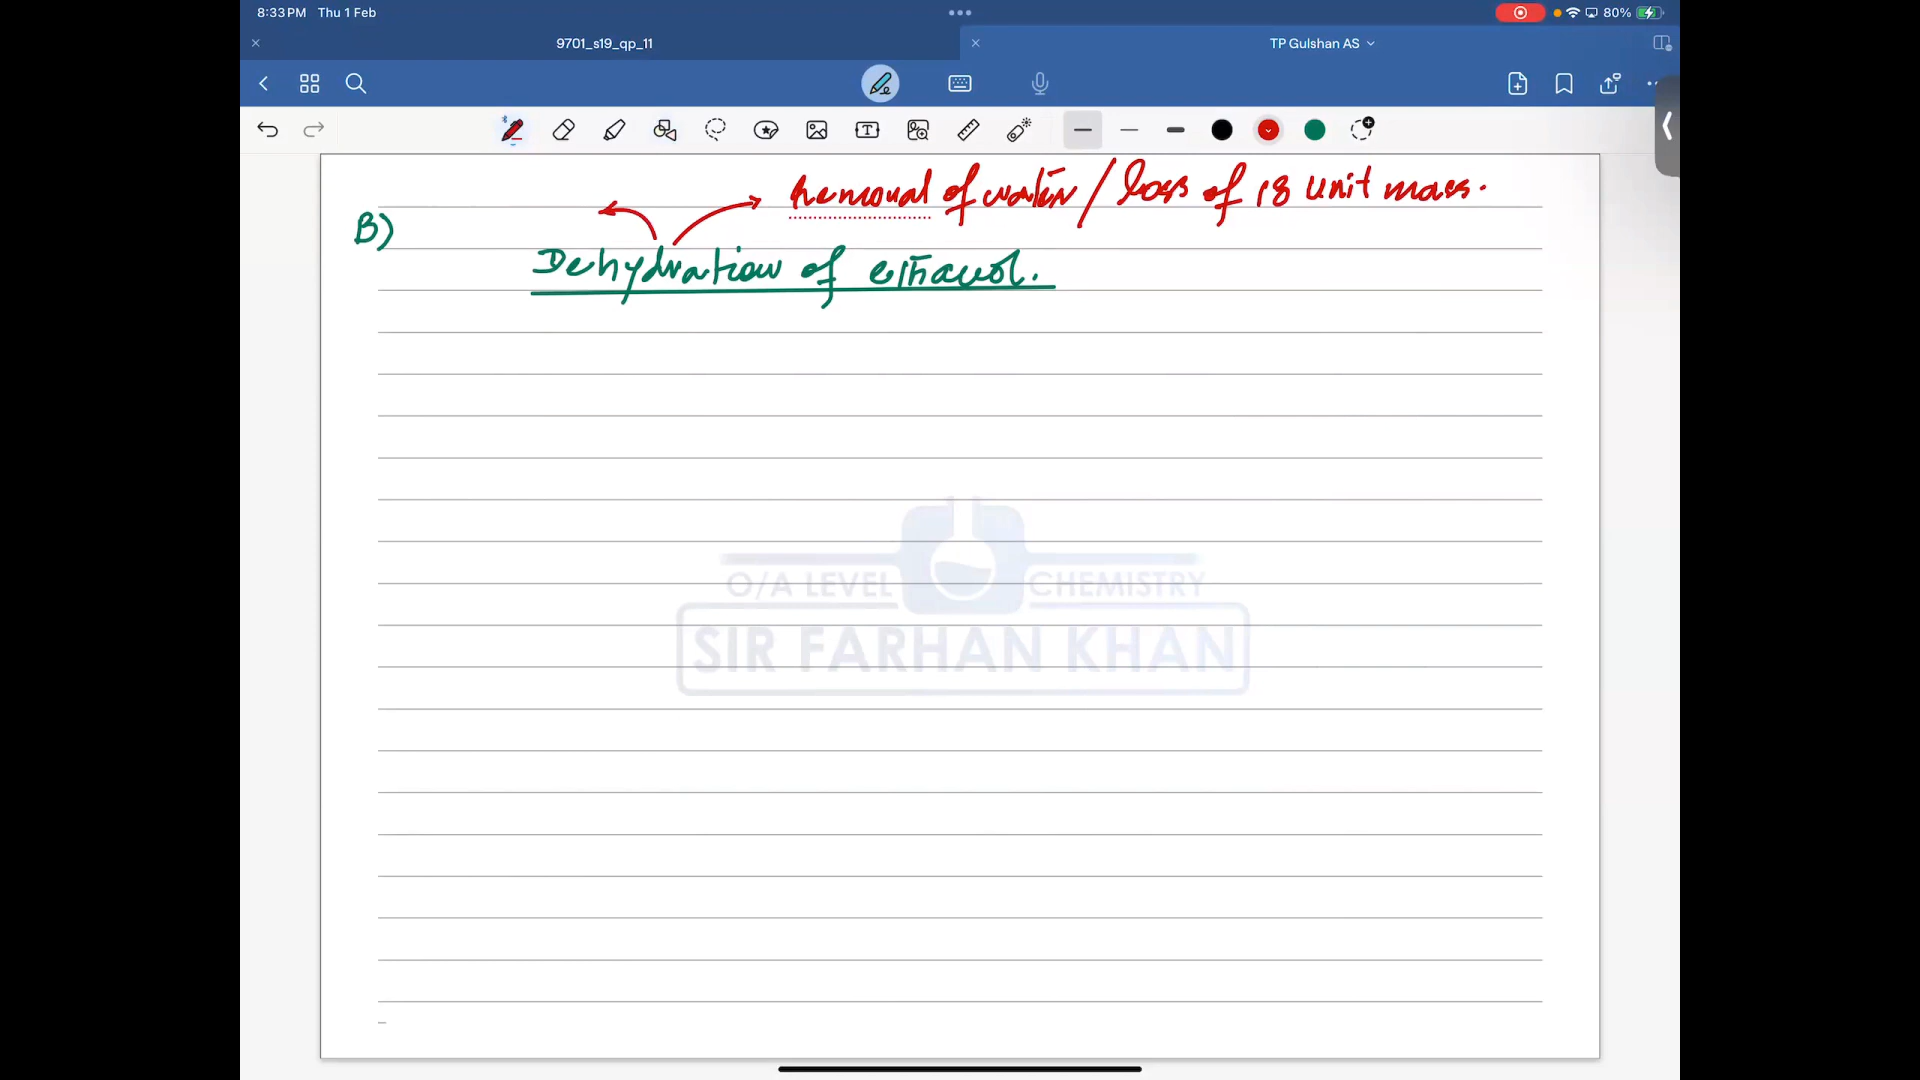 8:33 PM Thu 1 Feb
80%
9701_s19_qp_11
TP Gulshan AS
Removal of water / loss of 18 unit mass.
B)
Dehydration of ethanol.
O/A LEVEL CHEMISTRY
SIR FARHAN KHAN